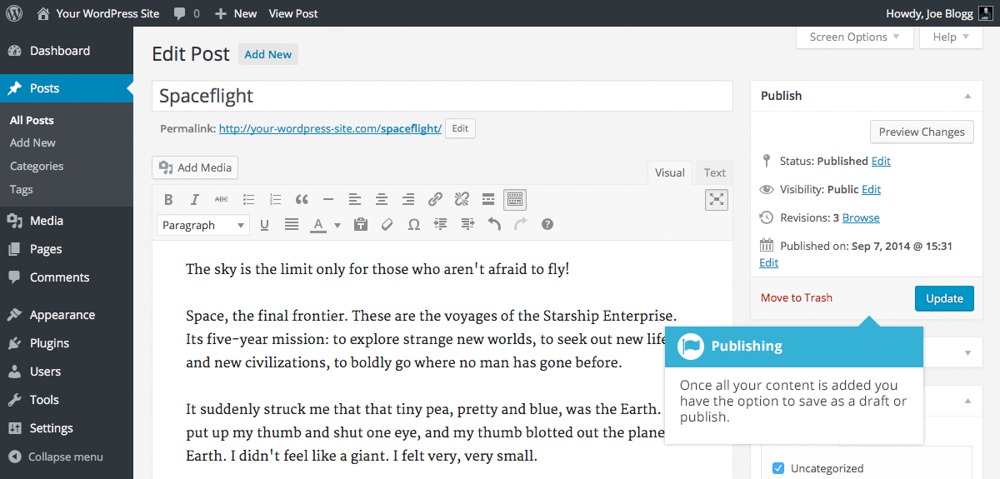 Your WordPress Site 0 New View Post Howdy, Joe Blogg
Screen Options Help
Dashboard
Posts
All Posts
Add New
Categories
Tags
Media
Pages
Comments
Appearance
Plugins
Users
Tools
Settings
Collapse menu
Edit Post Add New
Spaceflight
Permalink: http://your-wordpress-site.com/spaceflight/ Edit
Add Media
Visual Text
B I ABC
Paragraph U A
The sky is the limit only for those who aren't afraid to fly!
Space, the final frontier. These are the voyages of the Starship Enterprise.
Its five-year mission: to explore strange new worlds, to seek out new life
and new civilizations, to boldly go where no man has gone before.
It suddenly struck me that that tiny pea, pretty and blue, was the Earth.
put up my thumb and shut one eye, and my thumb blotted out the plane
Earth. I didn't feel like a giant. I felt very, very small.
Publish
Preview Changes
Status: Published Edit
Visibility: Public Edit
Revisions: 3 Browse
Published on: Sep 7, 2014 @ 15:31
Edit
Move to Trash Update
Publishing
Once all your content is added you
have the option to save as a draft or
publish.
Uncategorized